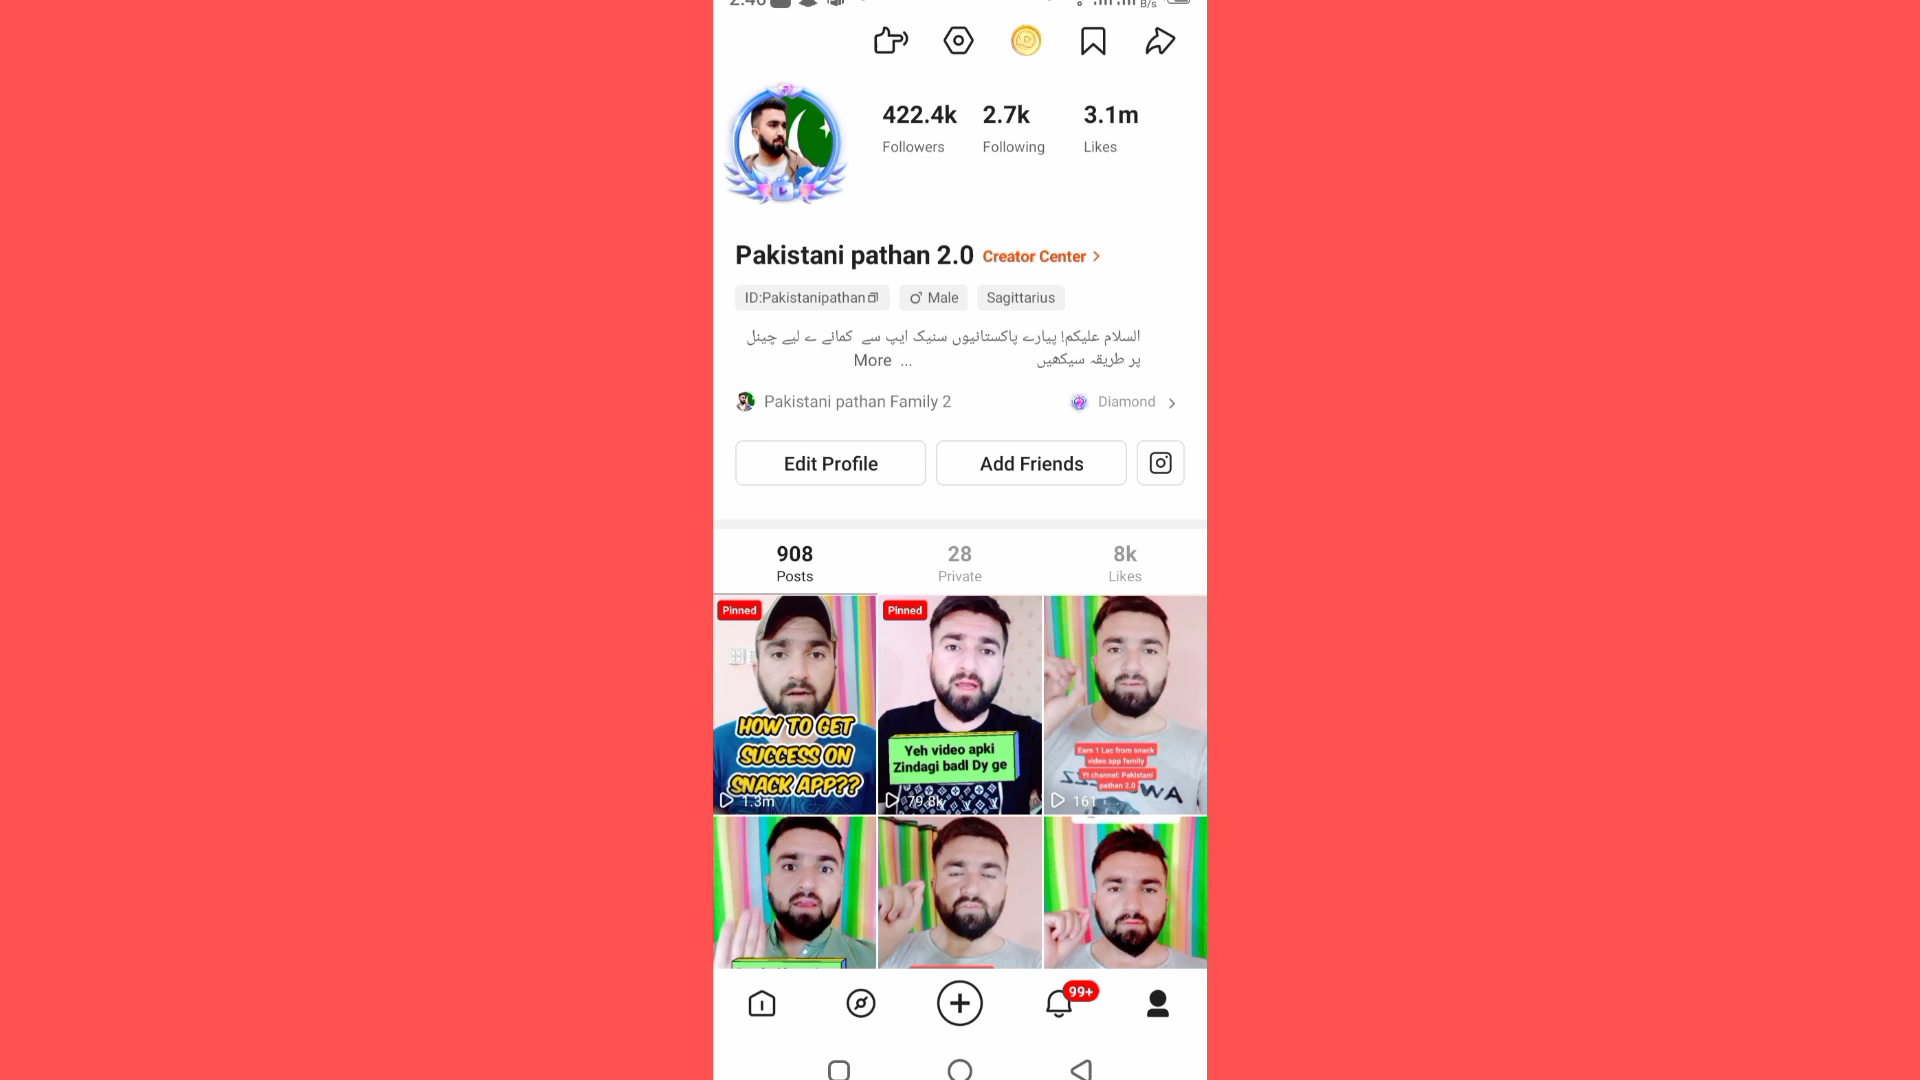 B/s
422.4k 2.7k 3.1m
Followers Following Likes
Pakistani pathan 2.0 Creator Center >
ID:Pakistanipathan Male Sagittarius
السلام علیکم! پیارے پاکستانیوں سنیک ایپ سے کمانے ے لیے چینل
پر طریقہ سیکھیں
... More
Pakistani pathan Family 2 Diamond >
Edit Profile Add Friends
908 28 8k
Posts Private Likes
Pinned
HOW TO GET
SUCCESS ON
SNACK APP??
1.3m
Pinned
Yeh video apki
Zindagi badl Dy ge
79.8k
Earn 1 Lac from snack
video app family
Yt channel: Pakistani
pathan 2.0
161
99+